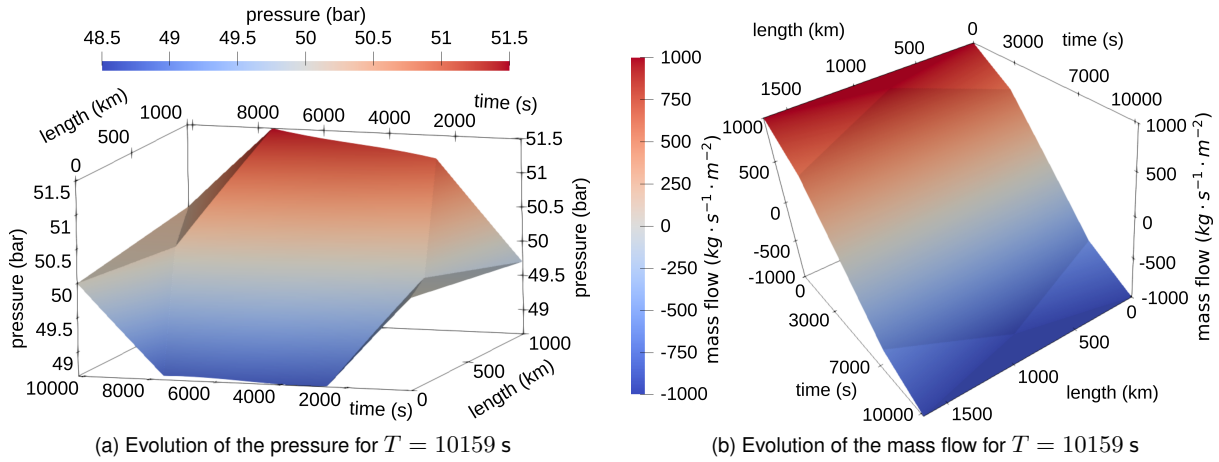 pressure (bar)
48.5 49 49.5 50 50.5 51 51.5
length (km)
0 500 1000
8000 6000 4000 2000
time (s)
51.5
51
50.5
50
49.5
49
pressure (bar)
51.5
51
50.5
50
49.5
49
pressure (bar)
10000 8000 6000 4000 2000
time (s)
0 500 1000
length (km)
(a) Evolution of the pressure for T = 10159 s
1000
750
500
250
0
-250
-500
-750
-1000
mass flow (kg · s⁻¹ · m⁻²)
length (km)
1500 1000 500 0
time (s)
3000 7000 10000
1000
500
0
-500
-1000
1000
500
0
-500
-1000
mass flow (kg · s⁻¹ · m⁻²)
0 3000 7000 10000
time (s)
1500 1000 500 0
length (km)
(b) Evolution of the mass flow for T = 10159 s